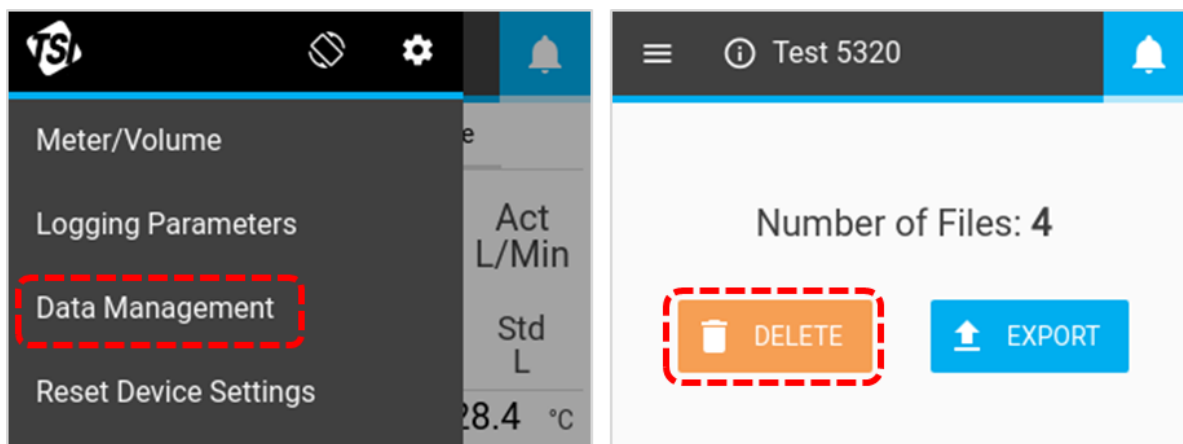 TSI
Meter/Volume
Logging Parameters
Data Management
Reset Device Settings
e
Act
L/Min
Std
L
28.4 °C
Test 5320
Number of Files: 4
DELETE
EXPORT